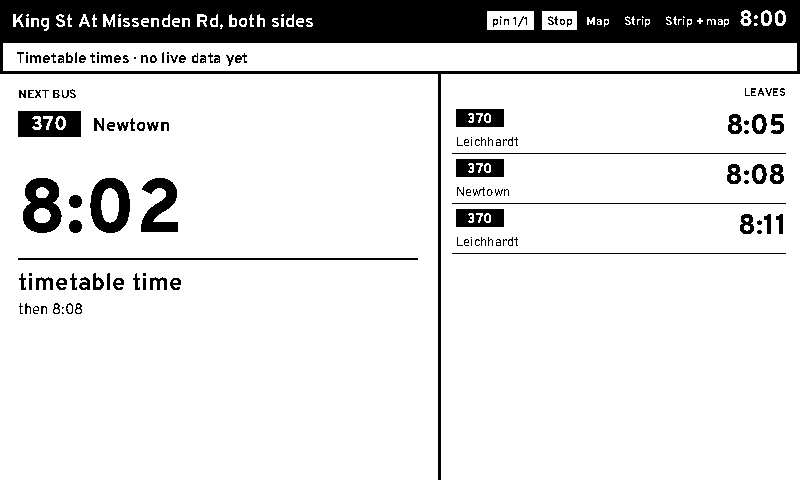 King St At Missenden Rd, both sides
pin 1/1 Stop Map Strip Strip + map 8:00
Timetable times · no live data yet
NEXT BUS
370 Newtown
8:02
timetable time
then 8:08
LEAVES
370 8:05
Leichhardt
370 8:08
Newtown
370 8:11
Leichhardt